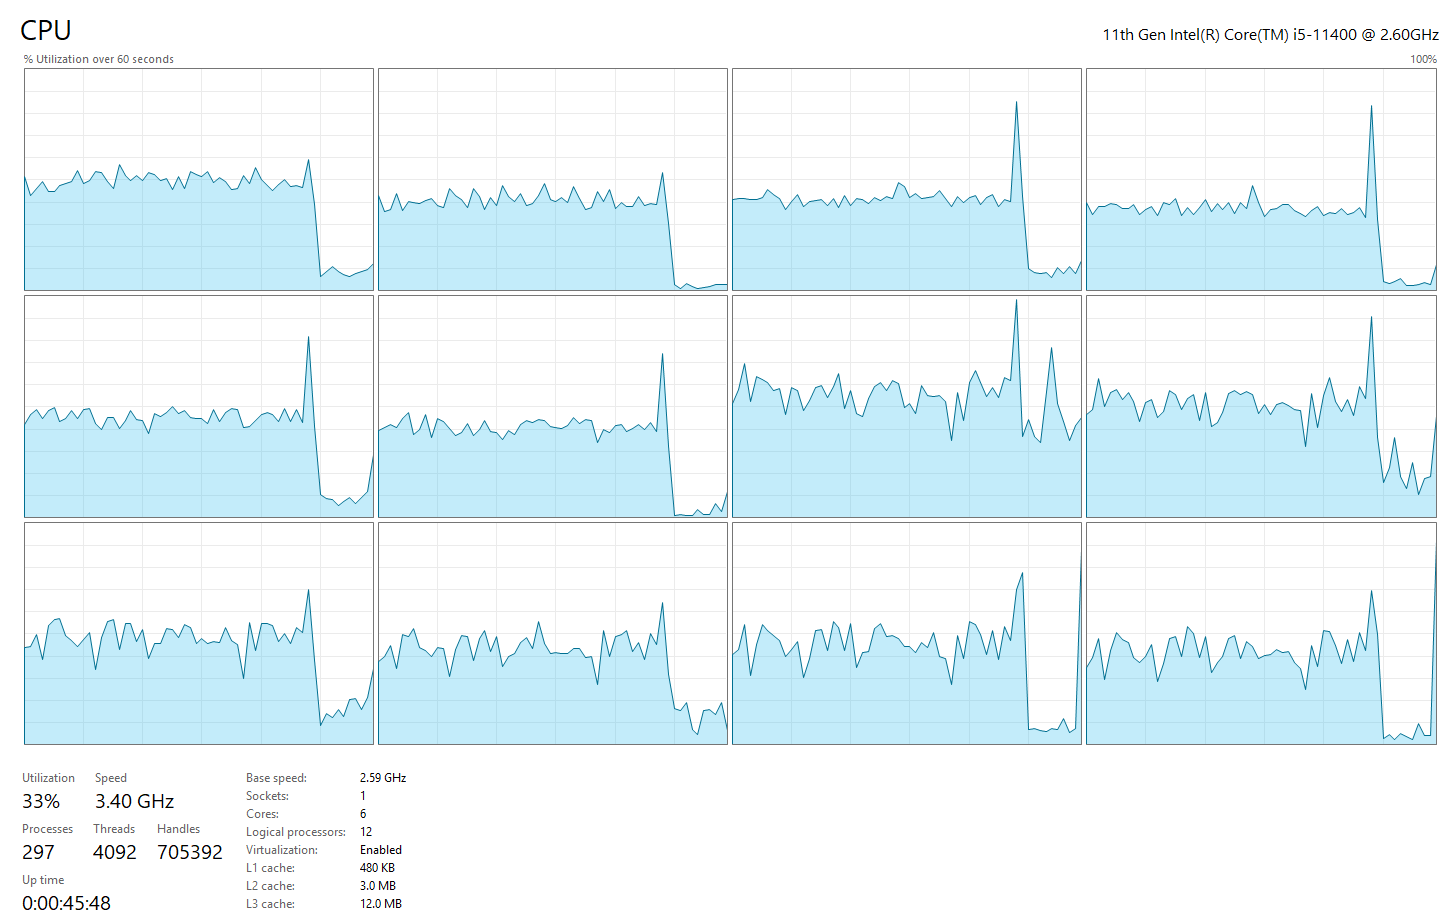 CPU
11th Gen Intel(R) Core(TM) i5-11400 @ 2.60GHz
% Utilization over 60 seconds
100%
Utilization
Speed
33%
3.40 GHz
Processes
Threads
Handles
297
4092
705392
Up time
0:00:45:48
Base speed: 2.59 GHz
Sockets: 1
Cores: 6
Logical processors: 12
Virtualization: Enabled
L1 cache: 480 KB
L2 cache: 3.0 MB
L3 cache: 12.0 MB